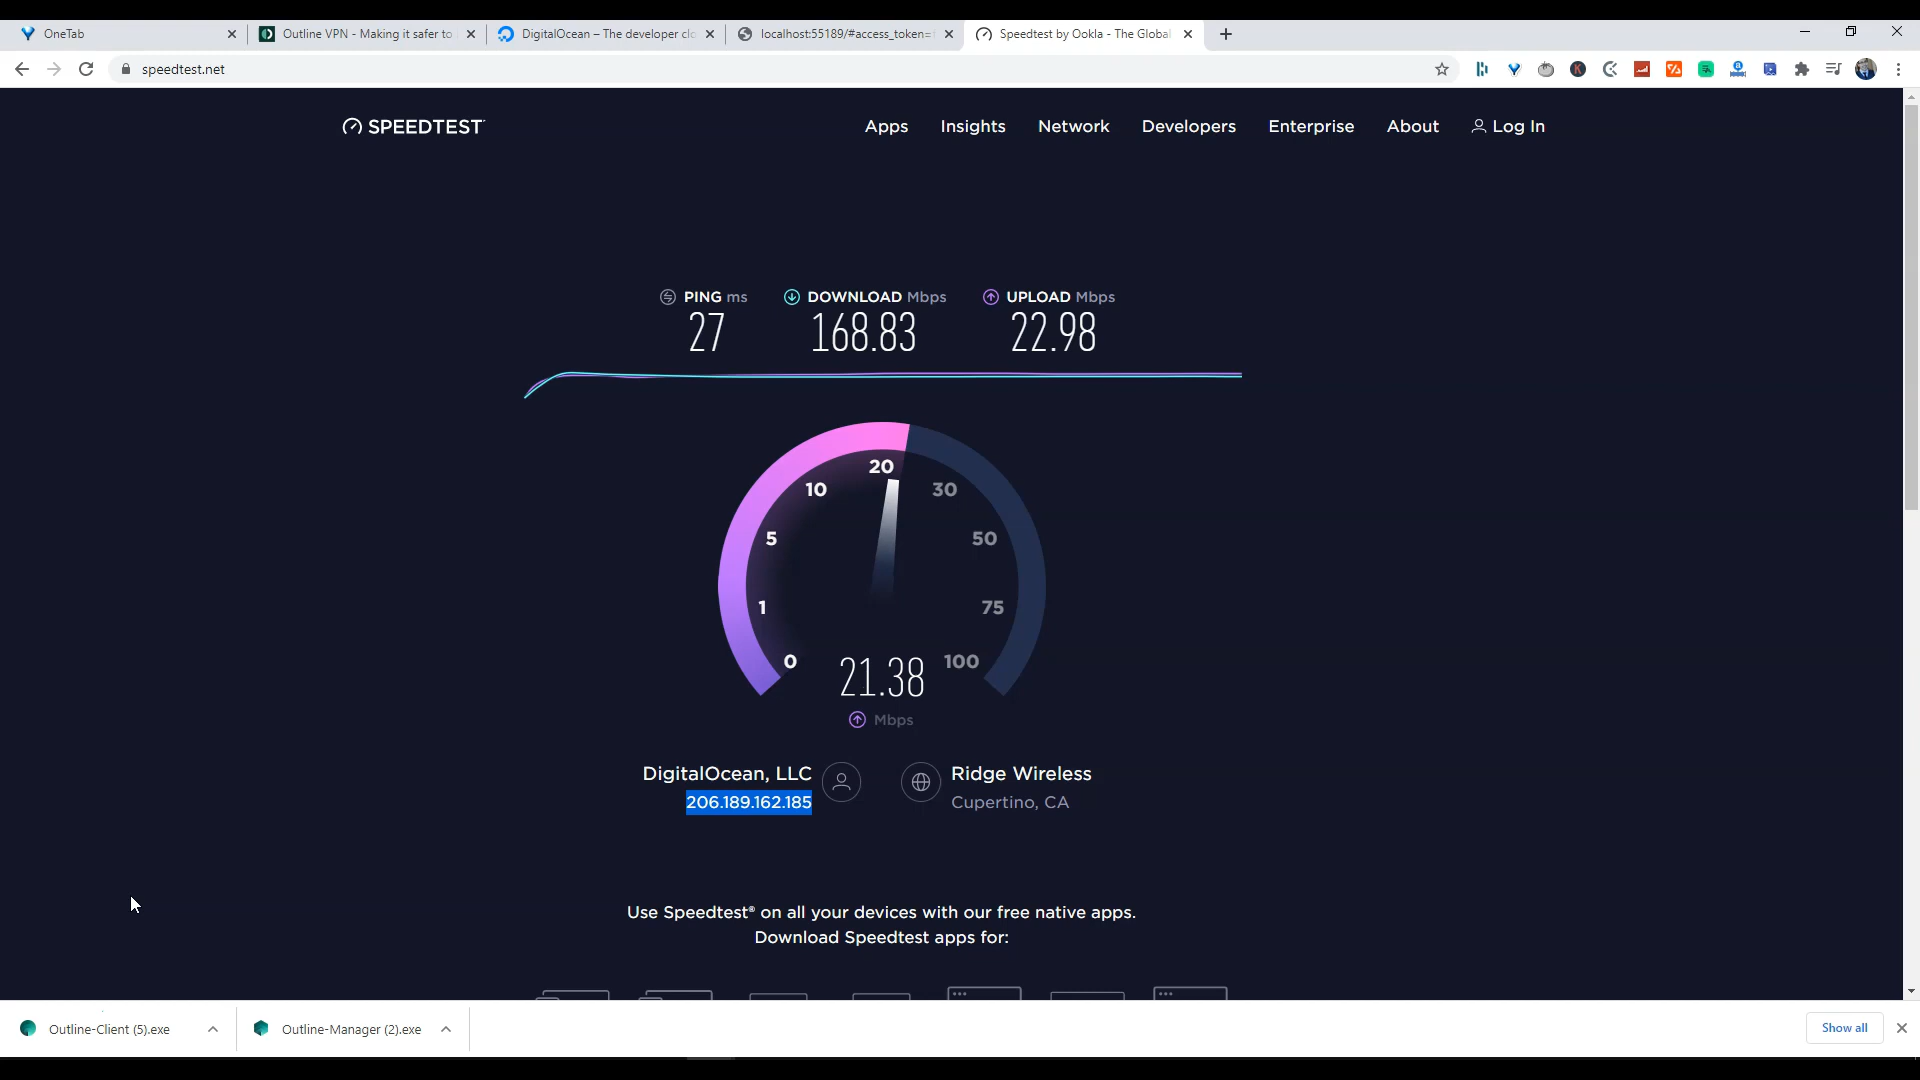 OneTab
Outline VPN - Making it safer to
DigitalOcean – The developer clo
localhost:55189/#access_token=
Speedtest by Ookla - The Global
speedtest.net
SPEEDTEST
Apps
Insights
Network
Developers
Enterprise
About
Log In
PING ms
DOWNLOAD Mbps
UPLOAD Mbps
27
168.83
22.98
20
10
30
5
50
1
75
0
100
21.38
Mbps
DigitalOcean, LLC
206.189.162.185
Ridge Wireless
Cupertino, CA
Use Speedtest® on all your devices with our free native apps.
Download Speedtest apps for:
Outline-Client (5).exe
Outline-Manager (2).exe
Show all